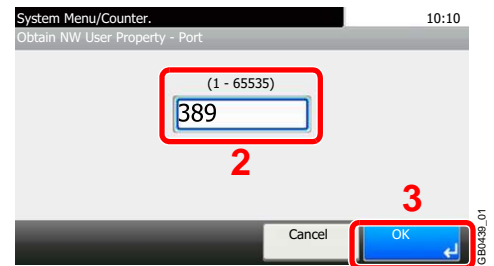 System Menu/Counter. 10:10
Obtain NW User Property - Port
(1 - 65535)
389
2
3
Cancel OK
GB0439_01